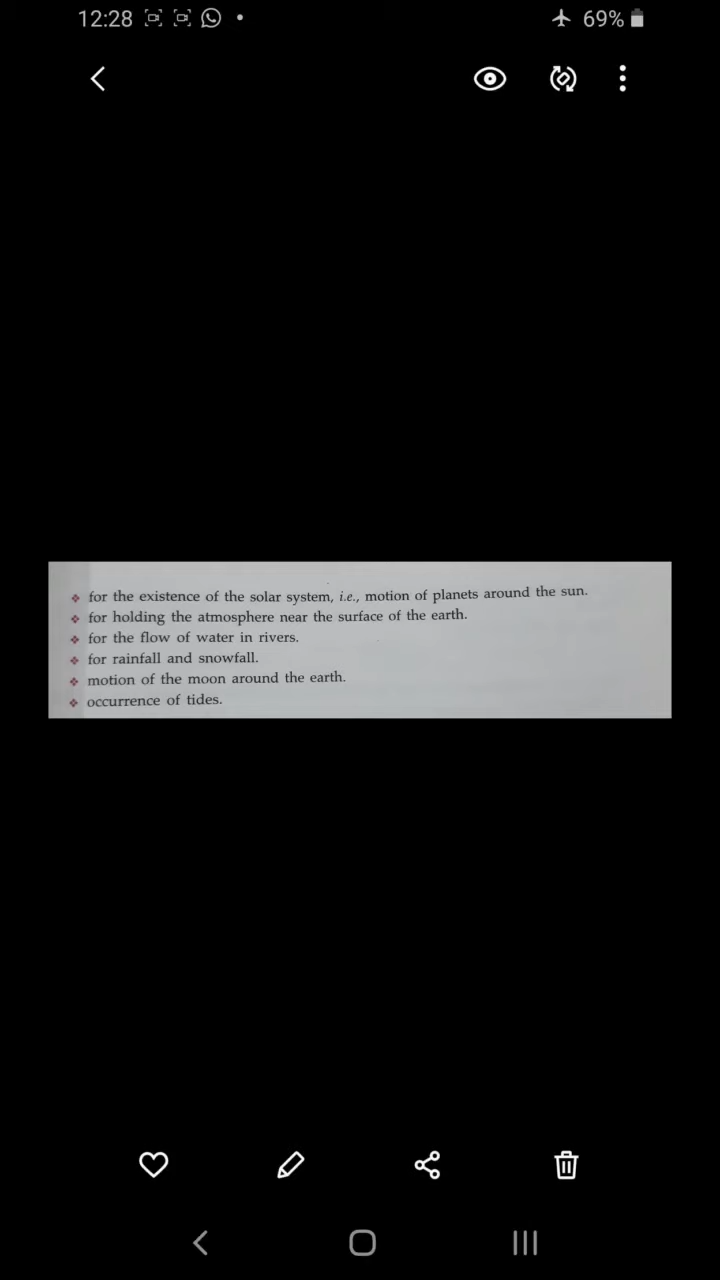 12:28
69%
for the existence of the solar system, i.e., motion of planets around the sun.
for holding the atmosphere near the surface of the earth.
for the flow of water in rivers.
for rainfall and snowfall.
motion of the moon around the earth.
occurrence of tides.